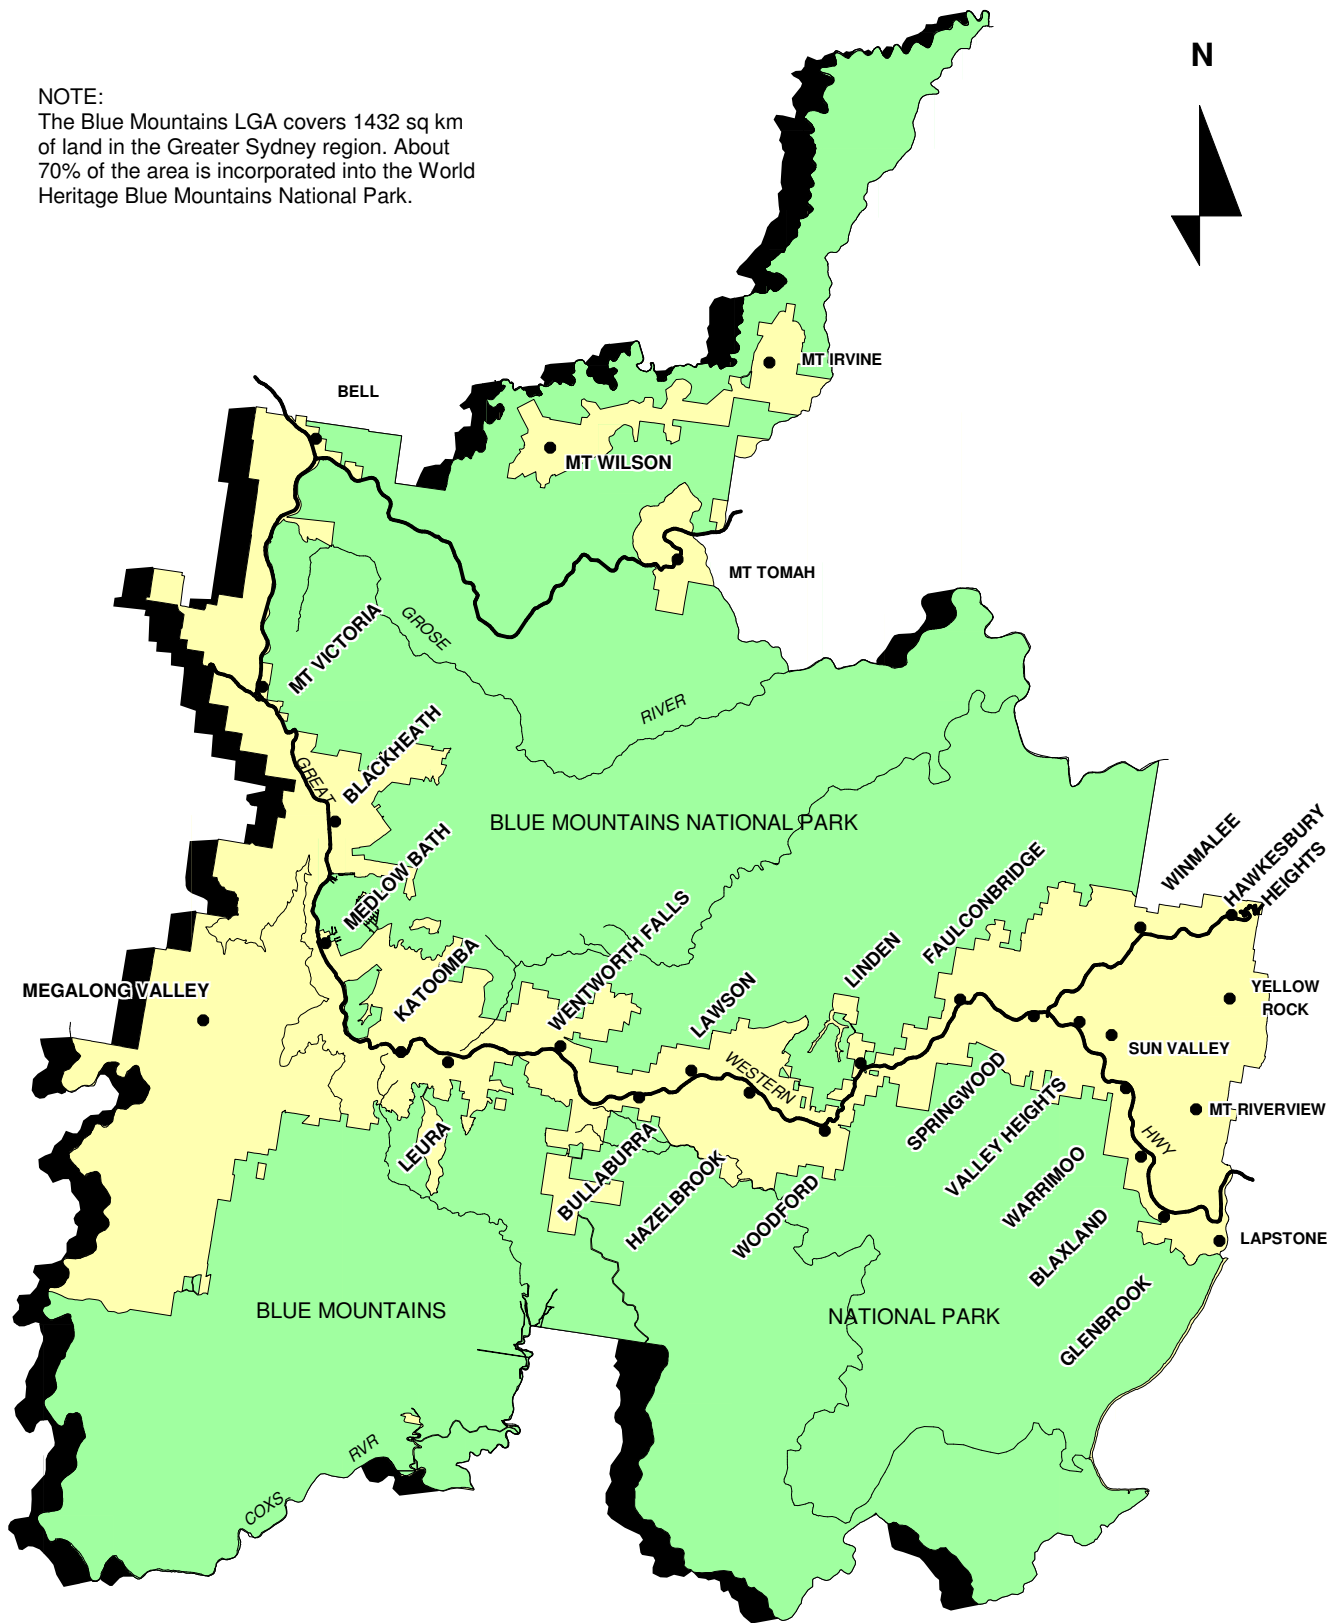 N
NOTE:
The Blue Mountains LGA covers 1432 sq km
of land in the Greater Sydney region. About
70% of the area is incorporated into the World
Heritage Blue Mountains National Park.
MT IRVINE
BELL
MT WILSON
MT TOMAH
MT VICTORIA
GROSE
RIVER
BLACKHEATH
GREAT
BLUE MOUNTAINS NATIONAL PARK
MEDLOW BATH
WINMALEE
HAWKESBURY
HEIGHTS
FAULCONBRIDGE
WENTWORTH FALLS
LINDEN
KATOOMBA
LAWSON
MEGALONG VALLEY
YELLOW
ROCK
SUN VALLEY
WESTERN
SPRINGWOOD
VALLEY HEIGHTS
MT RIVERVIEW
HWY
LEURA
BULLABURRA
HAZELBROOK
WOODFORD
WARRIMOO
BLAXLAND
LAPSTONE
GLENBROOK
BLUE MOUNTAINS
NATIONAL PARK
COXS
RVR